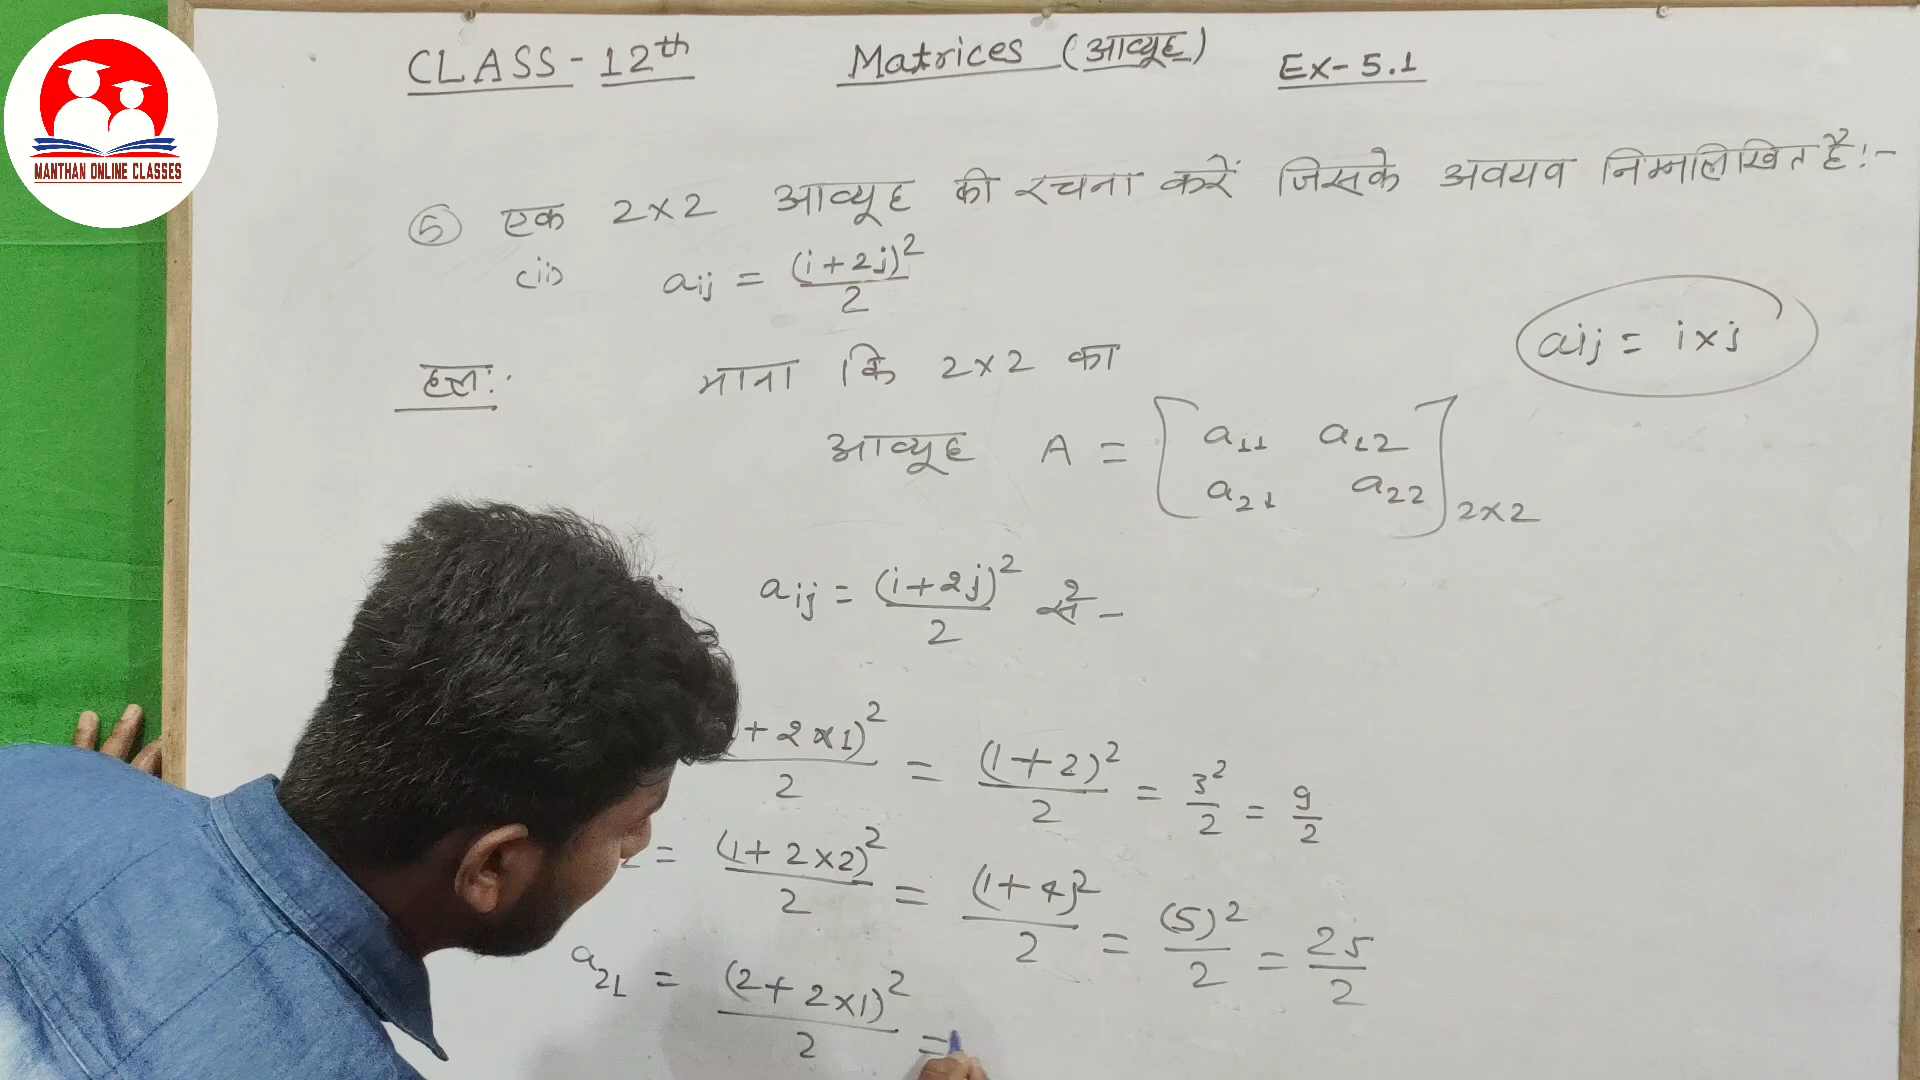 CLASS-12th Matrices (आव्यूह) Ex-5.1
MANTHAN ONLINE CLASSES
(5) एक 2×2 आव्यूह की रचना करें जिसके अवयव निम्नलिखित है:-
(ii) aij = (i+2j)²/2
aij = i×j
हल:- माना कि 2×2 का
आव्यूह A = [a11 a12
a21 a22]2×2
aij = (i+2j)²/2 से-
+2×1)²/2 = (1+2)²/2 = 3²/2 = 9/2
2 = (1+2×2)²/2 = (1+4)²/2 = (5)²/2 = 25/2
a21 = (2+2×1)²/2 =